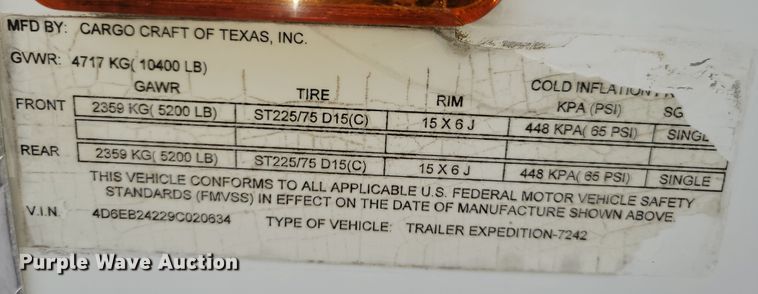 MFD BY: CARGO CRAFT OF TEXAS, INC.
GVWR: 4717 KG( 10400 LB)
GAWR TIRE RIM COLD INFLATION
KPA (PSI)
FRONT 2359 KG( 5200 LB) ST225/75 D15(C) 15 X 6 J 448 KPA( 65 PSI) SINGL
REAR 2359 KG( 5200 LB) ST225/75 D15(C) 15 X 6 J 448 KPA( 65 PSI) SINGLE
THIS VEHICLE CONFORMS TO ALL APPLICABLE U.S. FEDERAL MOTOR VEHICLE SAFETY
STANDARDS (FMVSS) IN EFFECT ON THE DATE OF MANUFACTURE SHOWN ABOVE.
V.I.N. 4D6EB24229C020634 TYPE OF VEHICLE: TRAILER EXPEDITION-7242
Purple Wave Auction